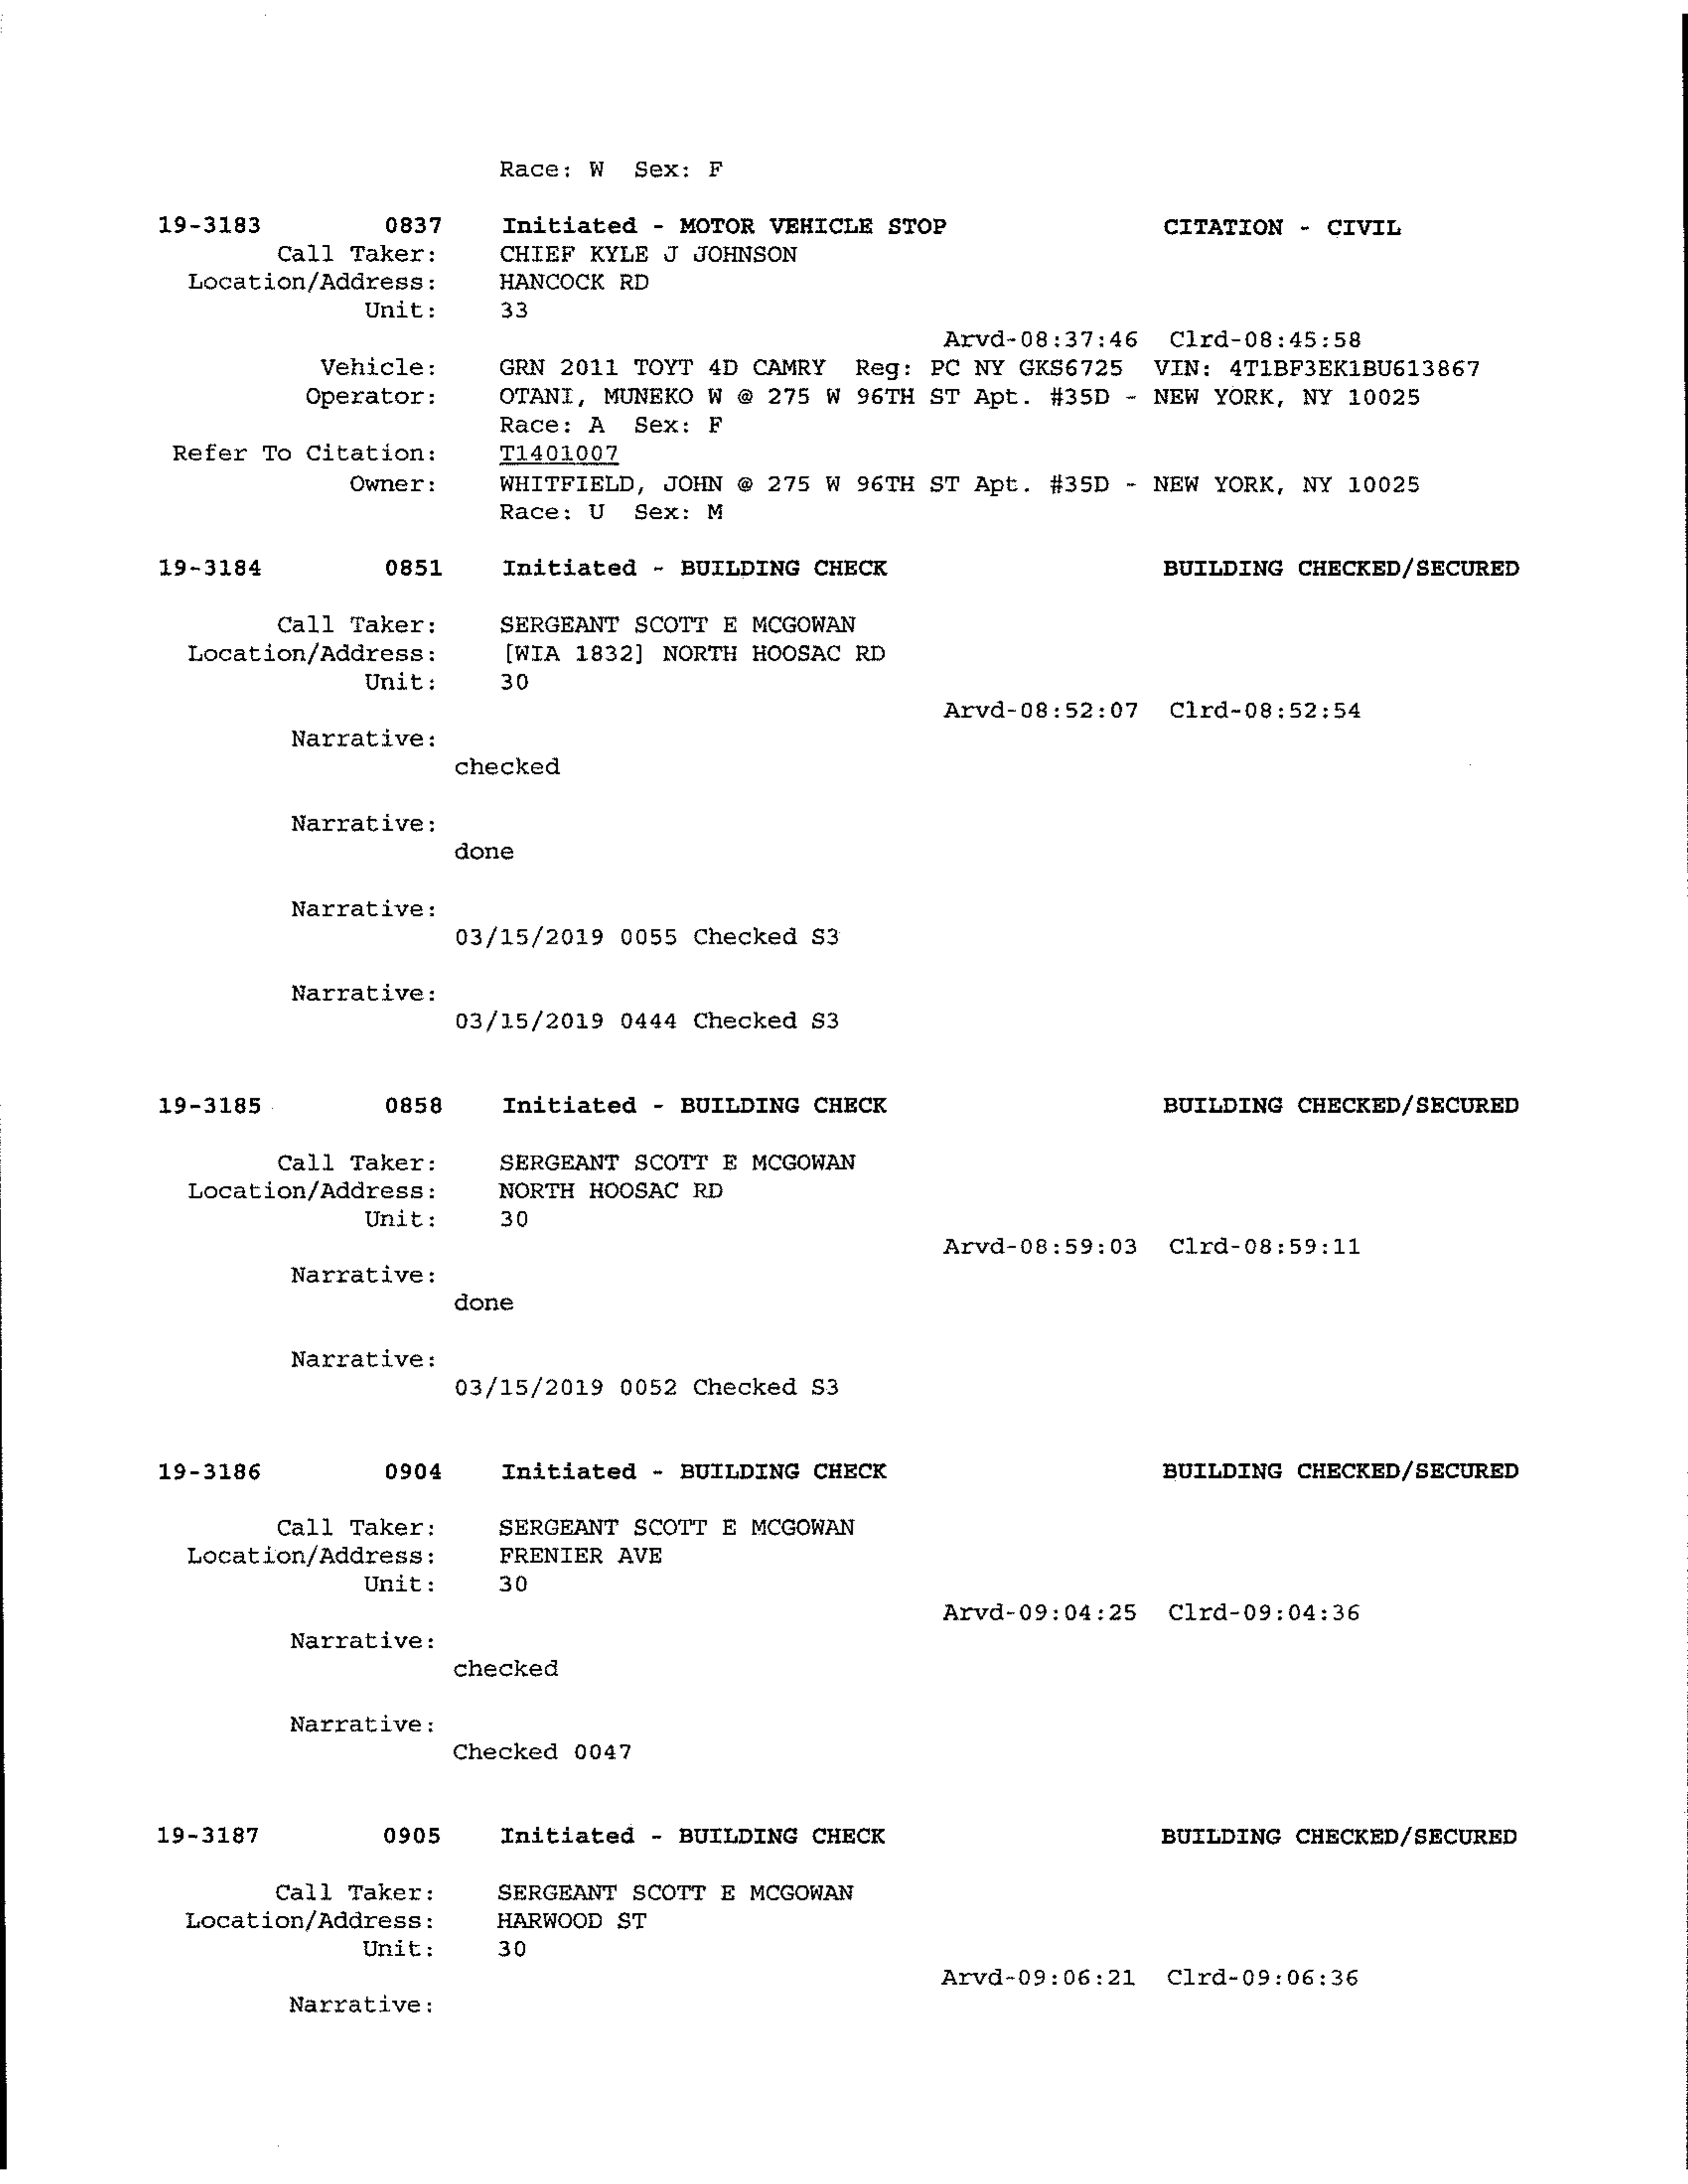 Race: W Sex: F
19-3183 0837 Initiated - MOTOR VEHICLE STOP CITATION - CIVIL
Call Taker: CHIEF KYLE J JOHNSON
Location/Address: HANCOCK RD
Unit: 33
Arvd-08:37:46 Clrd-08:45:58
Vehicle: GRN 2011 TOYT 4D CAMRY Reg: PC NY GKS6725 VIN: 4T1BF3EK1BU613867
Operator: OTANI, MUNEKO W @ 275 W 96TH ST Apt. #35D - NEW YORK, NY 10025
Race: A Sex: F
Refer To Citation: T1401007
Owner: WHITFIELD, JOHN @ 275 W 96TH ST Apt. #35D - NEW YORK, NY 10025
Race: U Sex: M
19-3184 0851 Initiated - BUILDING CHECK BUILDING CHECKED/SECURED
Call Taker: SERGEANT SCOTT E MCGOWAN
Location/Address: [WIA 1832] NORTH HOOSAC RD
Unit: 30
Arvd-08:52:07 Clrd-08:52:54
Narrative:
checked
Narrative:
done
Narrative:
03/15/2019 0055 Checked S3
Narrative:
03/15/2019 0444 Checked S3
19-3185 0858 Initiated - BUILDING CHECK BUILDING CHECKED/SECURED
Call Taker: SERGEANT SCOTT E MCGOWAN
Location/Address: NORTH HOOSAC RD
Unit: 30
Arvd-08:59:03 Clrd-08:59:11
Narrative:
done
Narrative:
03/15/2019 0052 Checked S3
19-3186 0904 Initiated - BUILDING CHECK BUILDING CHECKED/SECURED
Call Taker: SERGEANT SCOTT E MCGOWAN
Location/Address: FRENIER AVE
Unit: 30
Arvd-09:04:25 Clrd-09:04:36
Narrative:
checked
Narrative:
Checked 0047
19-3187 0905 Initiated - BUILDING CHECK BUILDING CHECKED/SECURED
Call Taker: SERGEANT SCOTT E MCGOWAN
Location/Address: HARWOOD ST
Unit: 30
Arvd-09:06:21 Clrd-09:06:36
Narrative: